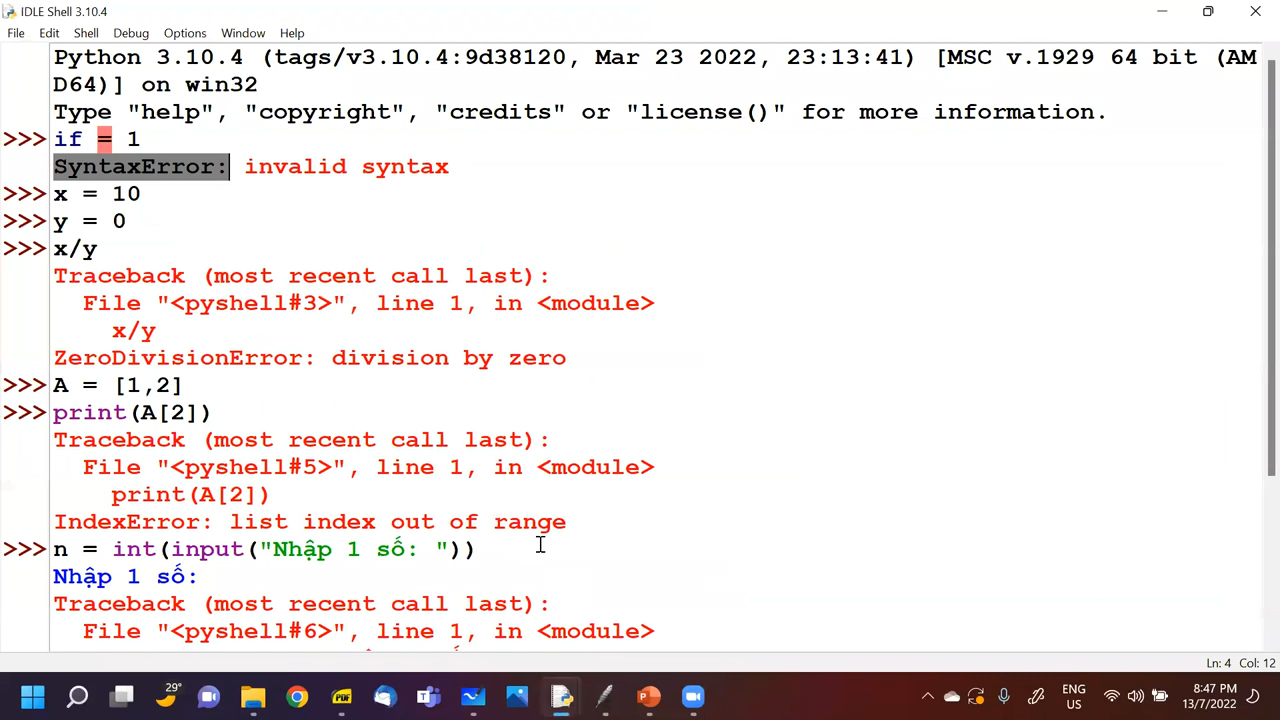 IDLE Shell 3.10.4
File Edit Shell Debug Options Window Help
Python 3.10.4 (tags/v3.10.4:9d38120, Mar 23 2022, 23:13:41) [MSC v.1929 64 bit (AM
D64)] on win32
Type "help", "copyright", "credits" or "license()" for more information.
>>> if = 1
SyntaxError: invalid syntax
>>> x = 10
>>> y = 0
>>> x/y
Traceback (most recent call last):
File "<pyshell#3>", line 1, in <module>
x/y
ZeroDivisionError: division by zero
>>> A = [1,2]
>>> print(A[2])
Traceback (most recent call last):
File "<pyshell#5>", line 1, in <module>
print(A[2])
IndexError: list index out of range
>>> n = int(input("Nhập 1 số: "))
Nhập 1 số:
Traceback (most recent call last):
File "<pyshell#6>", line 1, in <module>
Ln: 4 Col: 12
29°
PDF
ENG
US
8:47 PM
13/7/2022